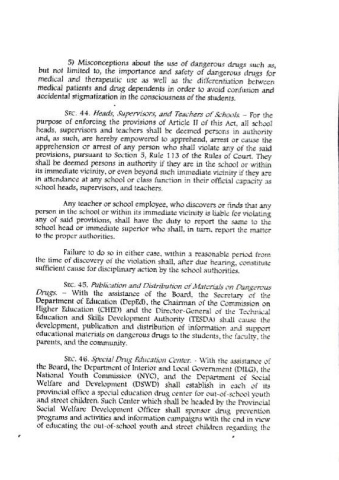 5) Misconceptions about the use of dangerous drugs such as,
but not limited to, the importance and safety of dangerous drugs for
medical and therapeutic use as well as the differentiation between
medical patients and drug dependents in order to avoid confusion and
accidental stigmatization in the consciousness of the students.
SEC. 44. Heads, Supervisors, and Teachers of Schools. – For the
purpose of enforcing the provisions of Article II of this Act, all school
heads, supervisors and teachers shall be deemed persons in authority
and, as such, are hereby empowered to apprehend, arrest or cause the
apprehension or arrest of any person who shall violate any of the said
provisions, pursuant to Section 5, Rule 113 of the Rules of Court. They
shall be deemed persons in authority if they are in the school or within
its immediate vicinity, or even beyond such immediate vicinity if they are
in attendance at any school or class function in their official capacity as
school heads, supervisors, and teachers.
Any teacher or school employee, who discovers or finds that any
person in the school or within its immediate vicinity is liable for violating
any of said provisions, shall have the duty to report the same to the
school head or immediate superior who shall, in turn, report the matter
to the proper authorities.
Failure to do so in either case, within a reasonable period from
the time of discovery of the violation shall, after due hearing, constitute
sufficient cause for disciplinary action by the school authorities.
SEC. 45. Publication and Distribution of Materials on Dangerous
Drugs. – With the assistance of the Board, the Secretary of the
Department of Education (DepEd), the Chairman of the Commission on
Higher Education (CHED) and the Director-General of the Technical
Education and Skills Development Authority (TESDA) shall cause the
development, publication and distribution of information and support
educational materials on dangerous drugs to the students, the faculty, the
parents, and the community.
SEC. 46. Special Drug Education Center. - With the assistance of
the Board, the Department of Interior and Local Government (DILG), the
National Youth Commission (NYC), and the Department of Social
Welfare and Development (DSWD) shall establish in each of its
provincial office a special education drug center for out-of-school youth
and street children. Such Center which shall be headed by the Provincial
Social Welfare Development Officer shall sponsor drug prevention
programs and activities and information campaigns with the end in view
of educating the out-of-school youth and street children regarding the